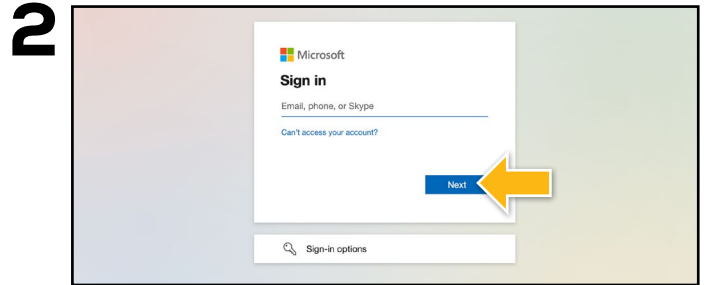 2
Microsoft
Sign in
Email, phone, or Skype
Can't access your account?
Next
Sign-in options